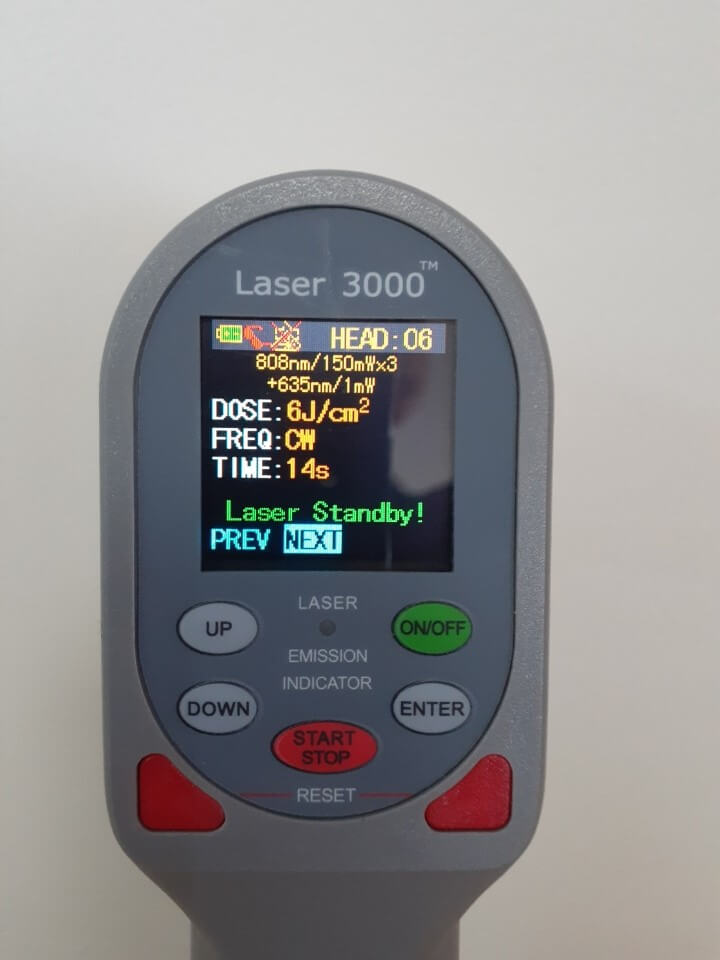 Laser 3000™
HEAD:06
808nm/150mW×3
+635nm/1mW
DOSE:6J/cm²
FREQ:CW
TIME:14s
Laser Standby!
PREV NEXT
LASER
EMISSION
INDICATOR
UP
ON/OFF
DOWN
ENTER
START
STOP
RESET